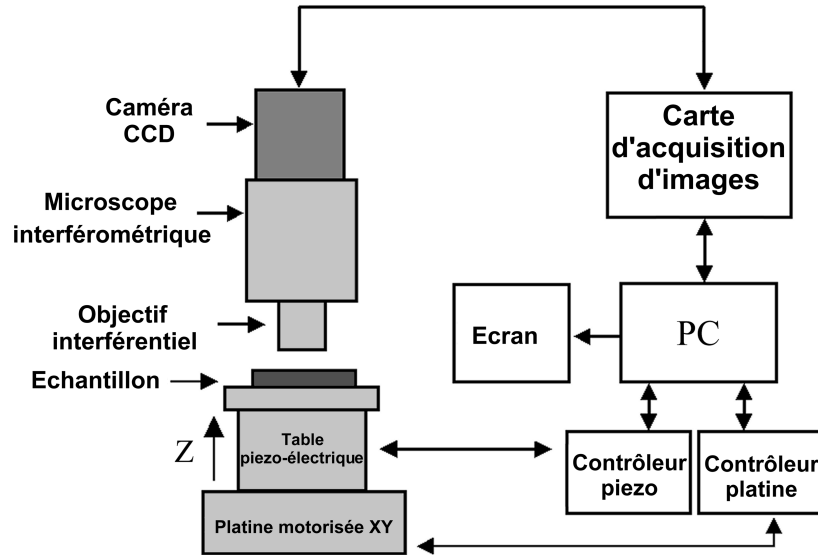 Caméra
CCD
Carte
d'acquisition
d'images
Microscope
interférométrique
Objectif
interférentiel
Ecran
PC
Echantillon
Z
Table
piezo-électrique
Contrôleur
piezo
Contrôleur
platine
Platine motorisée XY